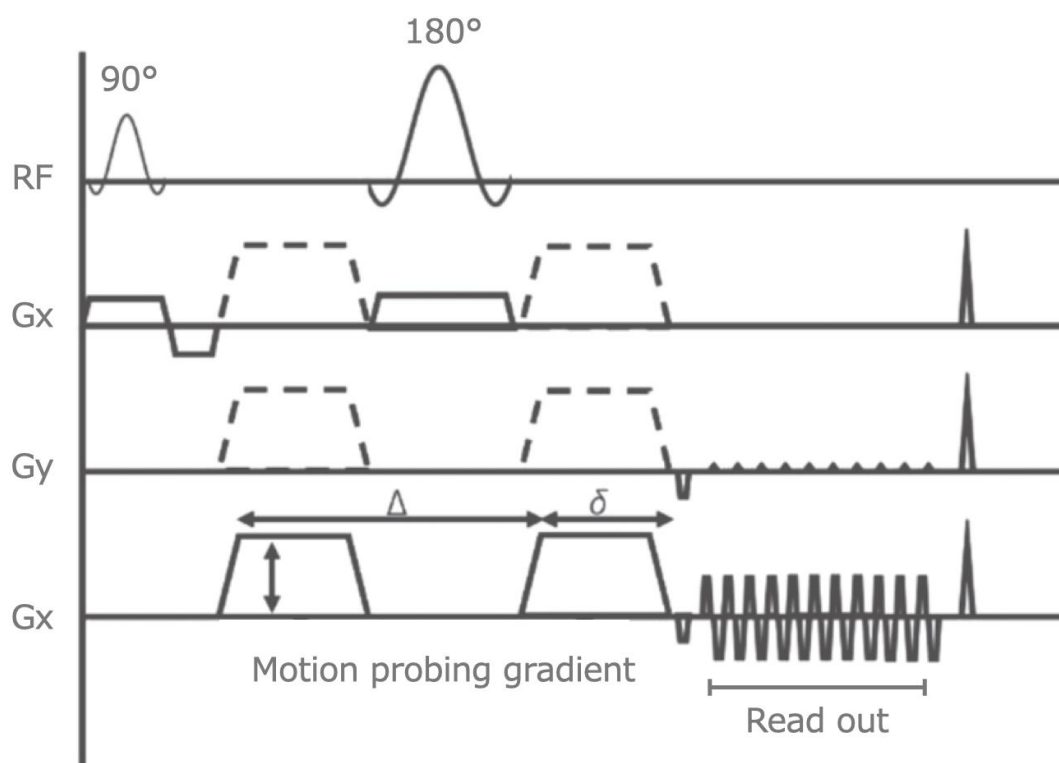 180°
90°
RF
Gx
Gy
Δ δ
Gx
Motion probing gradient
Read out